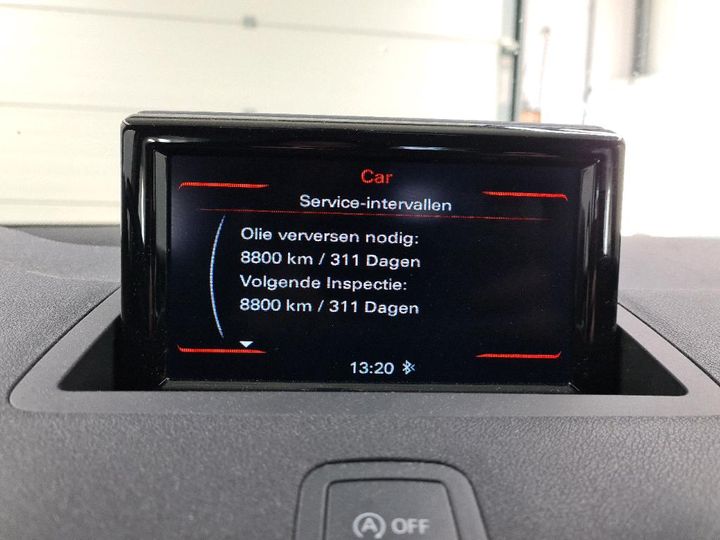 Car
Service-intervallen
Olie verversen nodig:
8800 km / 311 Dagen
Volgende Inspectie:
8800 km / 311 Dagen
13:20
A OFF